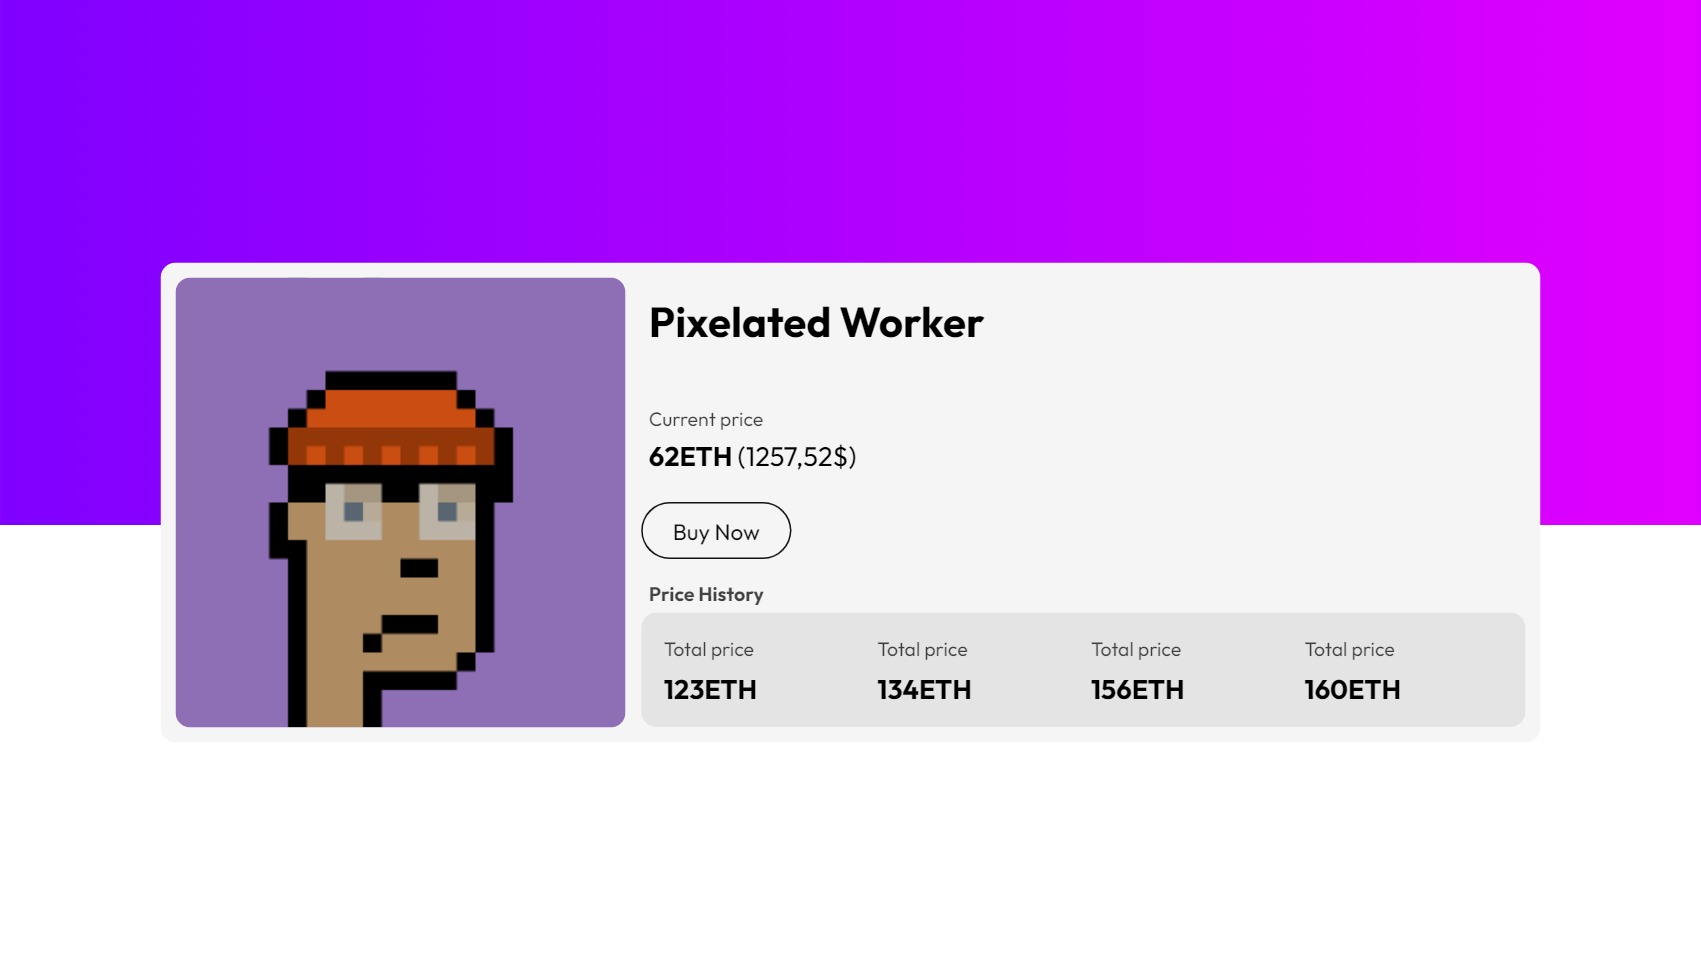 Pixelated Worker
Current price
62ETH (1257,52$)
Buy Now
Price History
Total price Total price Total price Total price
123ETH 134ETH 156ETH 160ETH